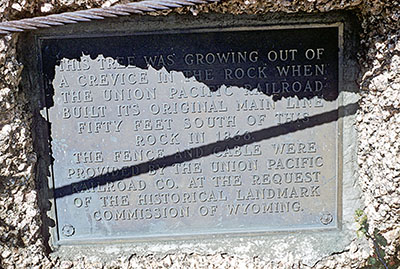 THIS TREE WAS GROWING OUT OF
A CREVICE IN THE ROCK WHEN
THE UNION PACIFIC RAILROAD
BUILT ITS ORIGINAL MAIN LINE
FIFTY FEET SOUTH OF THIS
ROCK IN 1868.
THE FENCE AND CABLE WERE
PROVIDED BY THE UNION PACIFIC
RAILROAD CO. AT THE REQUEST
OF THE HISTORICAL LANDMARK
COMMISSION OF WYOMING.